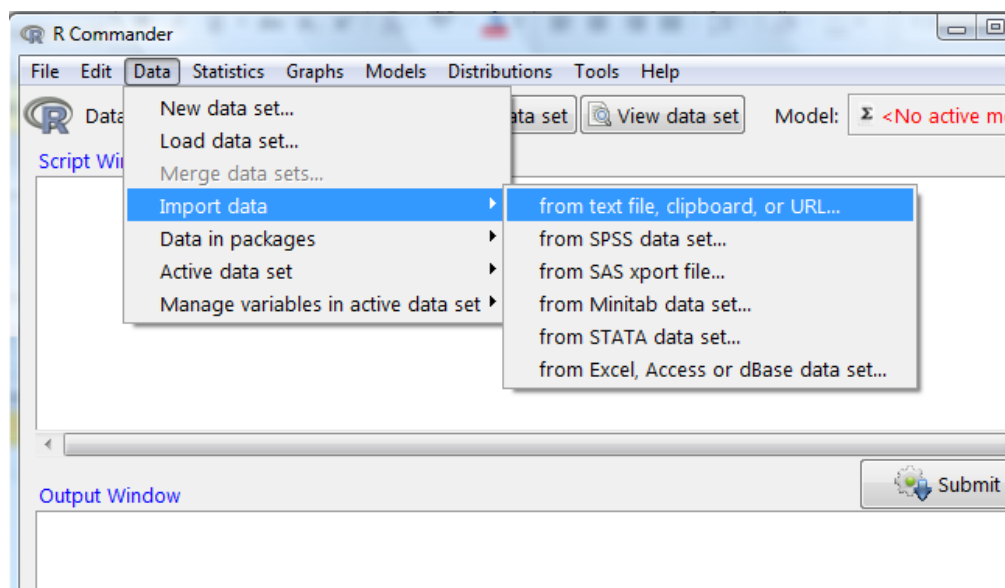 R Commander
File Edit Data Statistics Graphs Models Distributions Tools Help
Data
New data set...
Load data set...
Merge data sets...
Import data
Data in packages
Active data set
Manage variables in active data set
data set
View data set
Model: Σ <No active
from text file, clipboard, or URL...
from SPSS data set...
from SAS xport file...
from Minitab data set...
from STATA data set...
from Excel, Access or dBase data set...
Script
Submit
Output Window